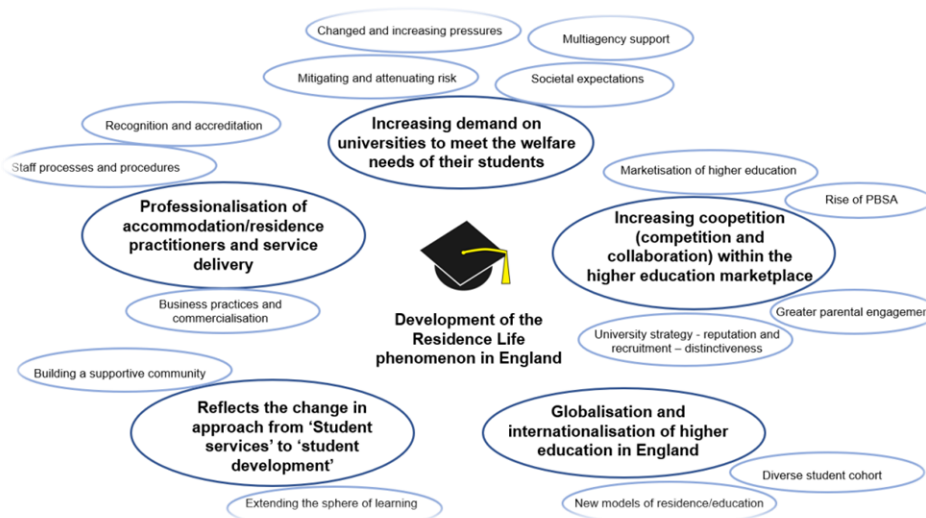 Changed and increasing pressures
Multiagency support
Mitigating and attenuating risk
Societal expectations
Increasing demand on
universities to meet the welfare
needs of their students
Recognition and accreditation
Staff processes and procedures
Professionalisation of
accommodation/residence
practitioners and service
delivery
Business practices and
commercialisation
Marketisation of higher education
Rise of PBSA
Increasing coopetition
(competition and
collaboration) within the
higher education marketplace
Greater parental engagement
University strategy - reputation and
recruitment – distinctiveness
Development of the
Residence Life
phenomenon in England
Building a supportive community
Reflects the change in
approach from ‘Student
services’ to ‘student
development’
Extending the sphere of learning
Globalisation and
internationalisation of higher
education in England
Diverse student cohort
New models of residence/education